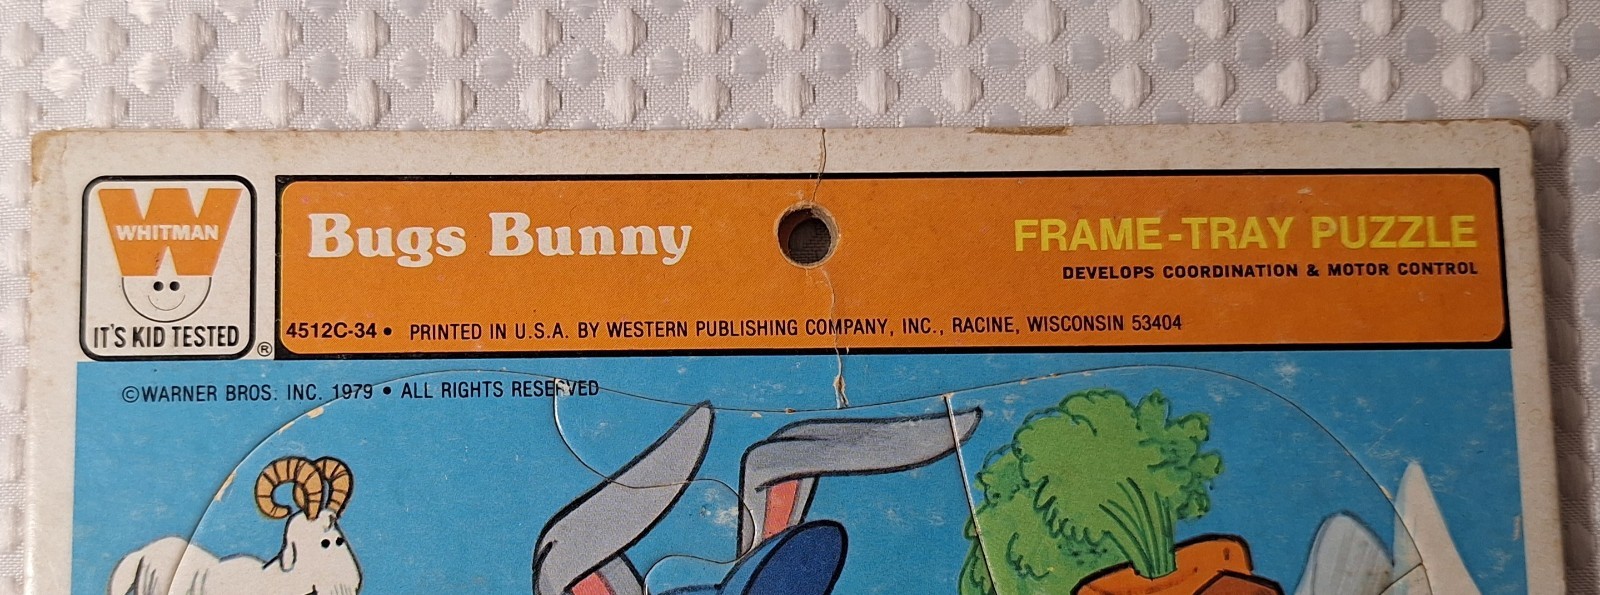 WHITMAN
IT'S KID TESTED
®
Bugs Bunny
FRAME-TRAY PUZZLE
DEVELOPS COORDINATION & MOTOR CONTROL
4512C-34 • PRINTED IN U.S.A. BY WESTERN PUBLISHING COMPANY, INC., RACINE, WISCONSIN 53404
©WARNER BROS. INC. 1979 • ALL RIGHTS RESERVED